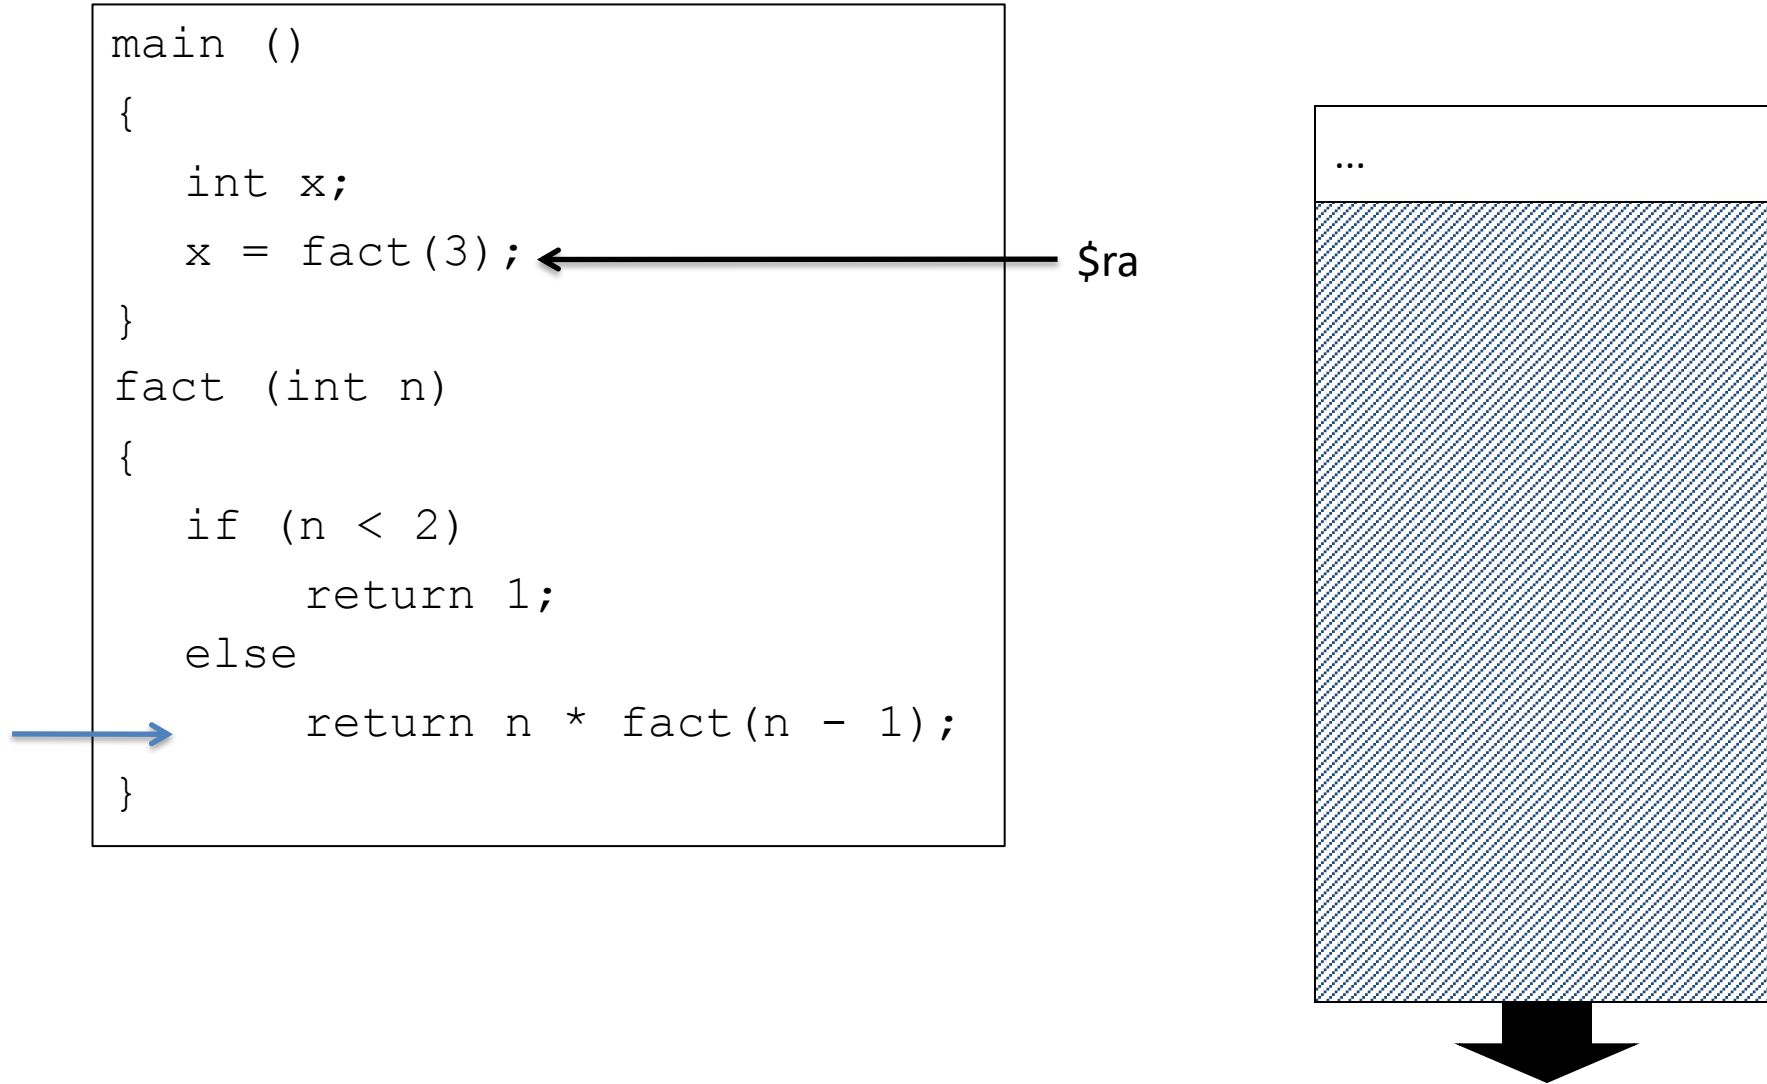 main ()
{
int x;
x = fact(3);
}
fact (int n)
{
if (n < 2)
return 1;
else
return n * fact(n - 1);
}
$ra
...